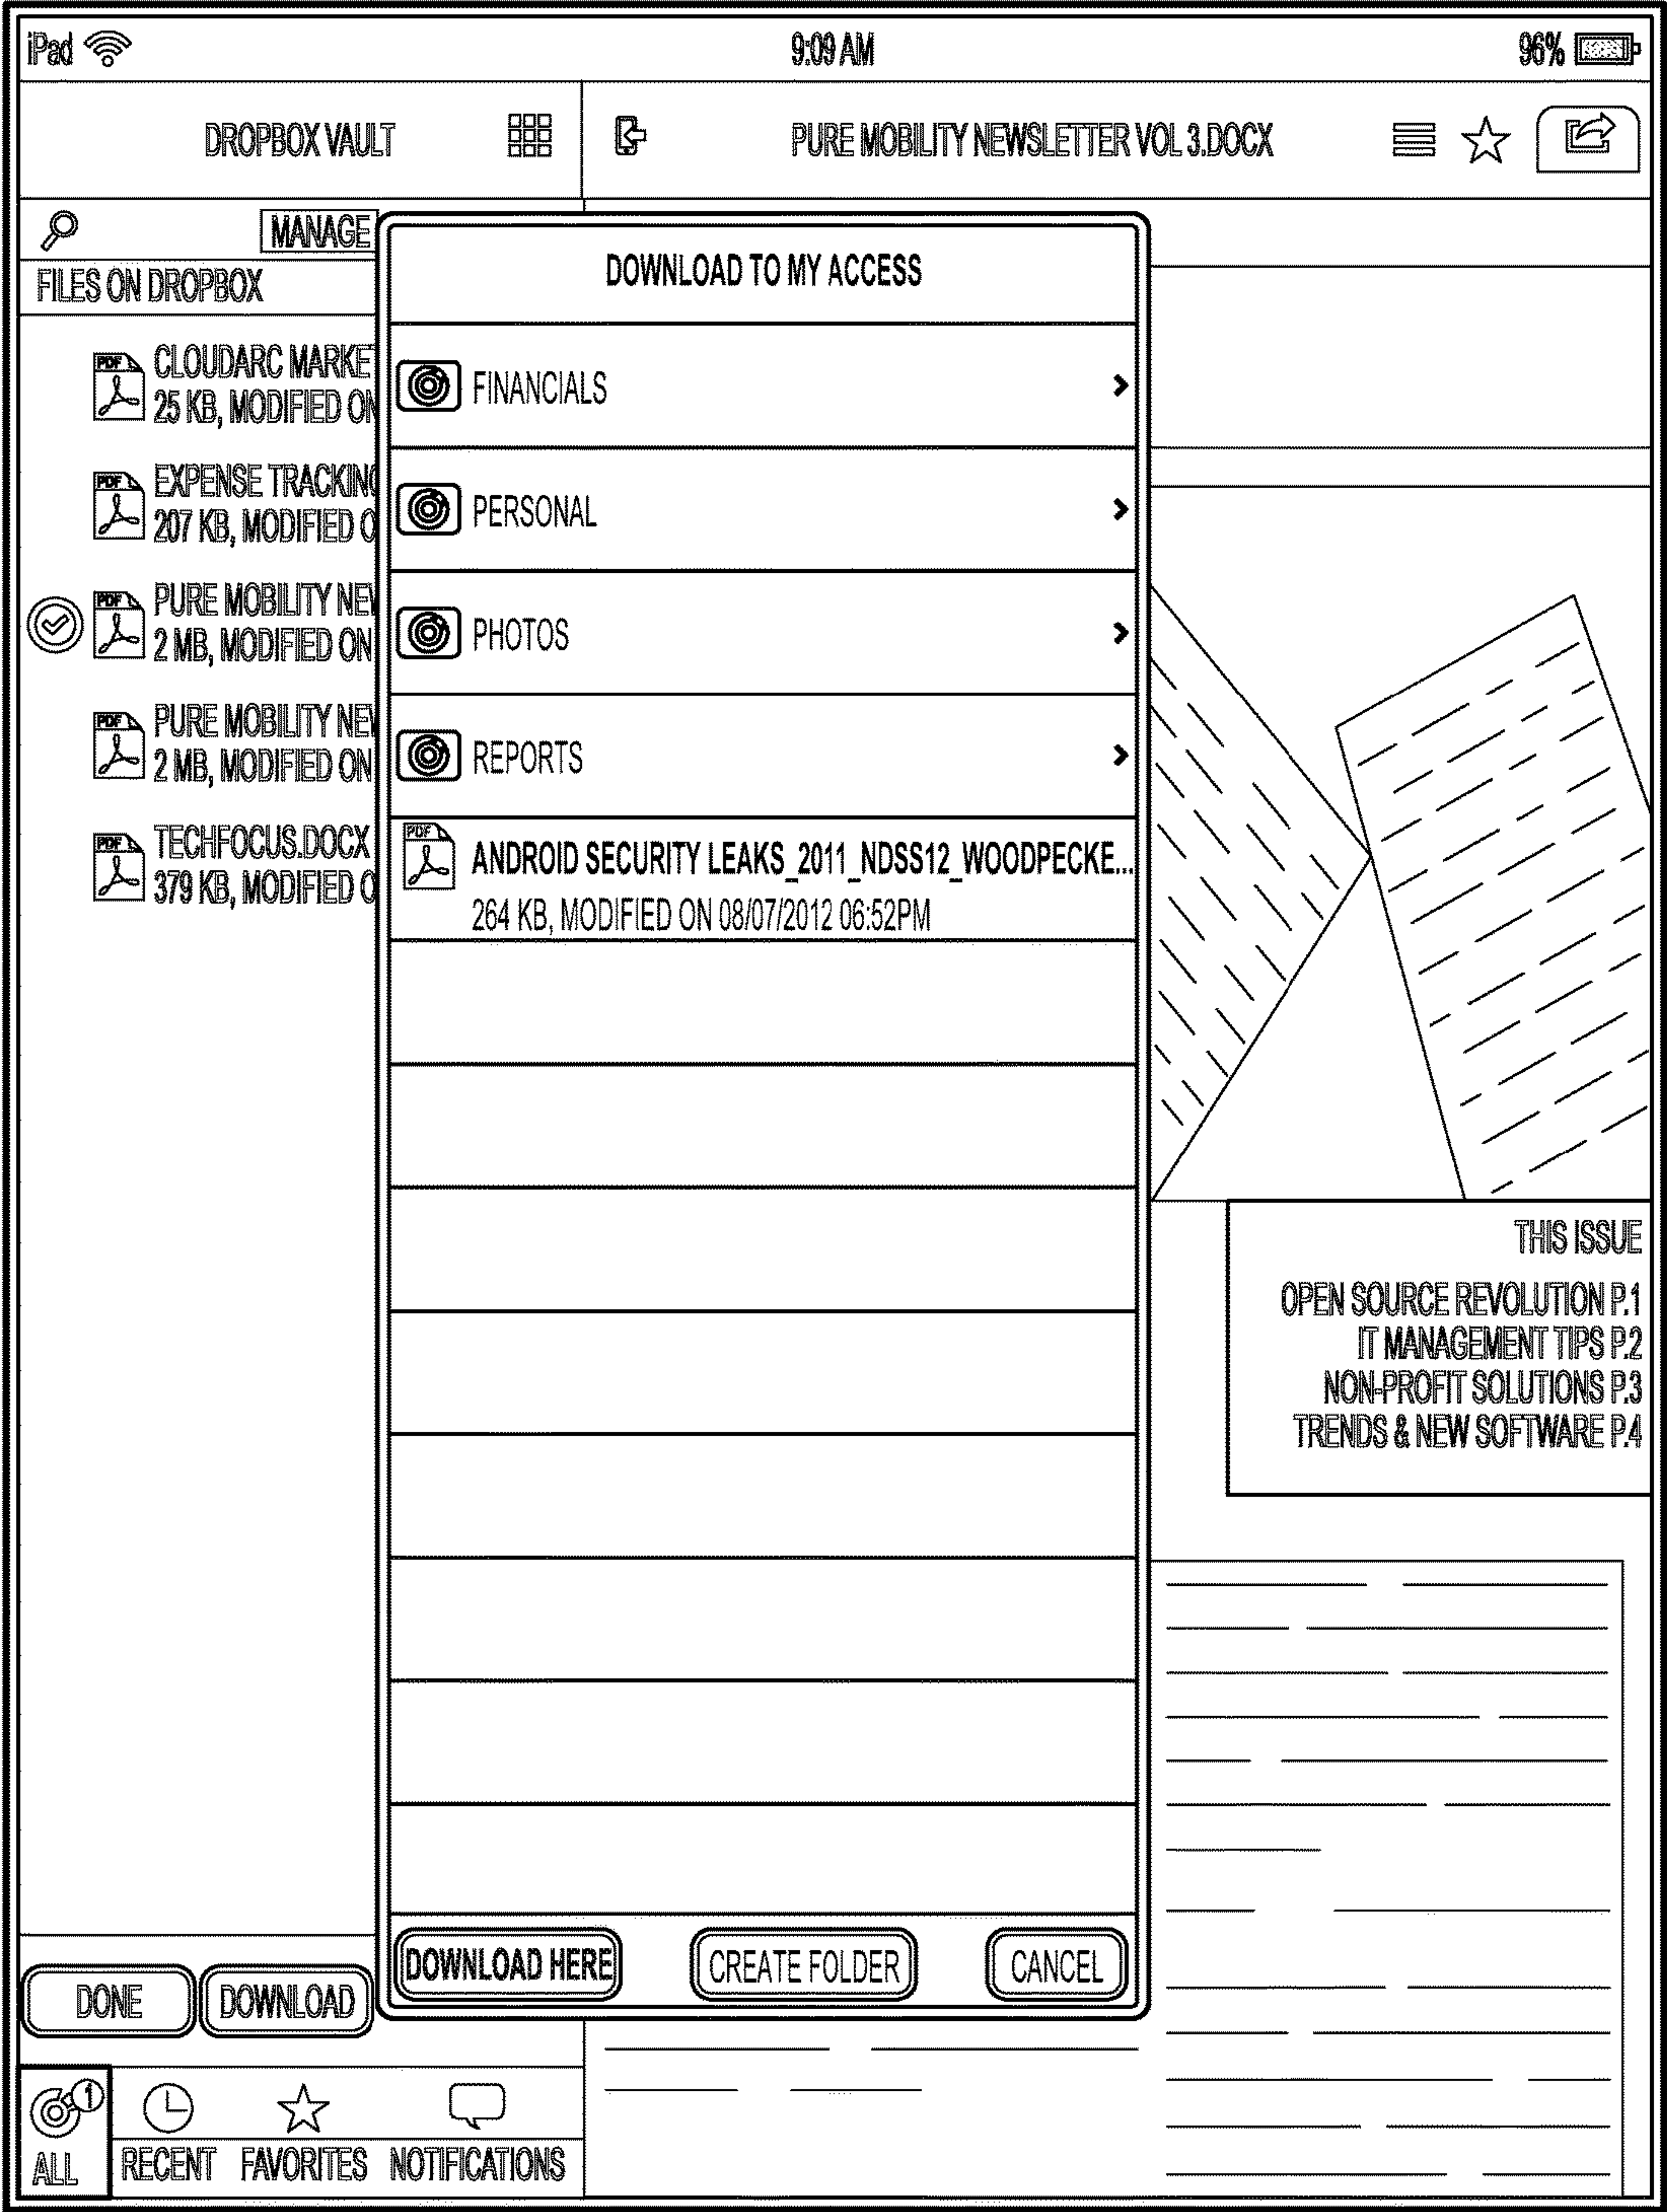 iPad
9:09 AM
96%
DROPBOX VAULT
PURE MOBILITY NEWSLETTER VOL 3.DOCX
MANAGE
FILES ON DROPBOX
PDF
CLOUDARC MARKE
25 KB, MODIFIED ON
PDF
EXPENSE TRACKING
207 KB, MODIFIED O
PDF
PURE MOBILITY NEW
2 MB, MODIFIED ON
PDF
PURE MOBILITY NEW
2 MB, MODIFIED ON
PDF
TECHFOCUS.DOCX
379 KB, MODIFIED O
DONE
DOWNLOAD
DOWNLOAD TO MY ACCESS
FINANCIALS
PERSONAL
PHOTOS
REPORTS
PDF
ANDROID SECURITY LEAKS_2011_NDSS12_WOODPECKE...
264 KB, MODIFIED ON 08/07/2012 06:52PM
DOWNLOAD HERE
CREATE FOLDER
CANCEL
THIS ISSUE
OPEN SOURCE REVOLUTION P.1
IT MANAGEMENT TIPS P.2
NON-PROFIT SOLUTIONS P.3
TRENDS & NEW SOFTWARE P.4
1
ALL
RECENT
FAVORITES
NOTIFICATIONS